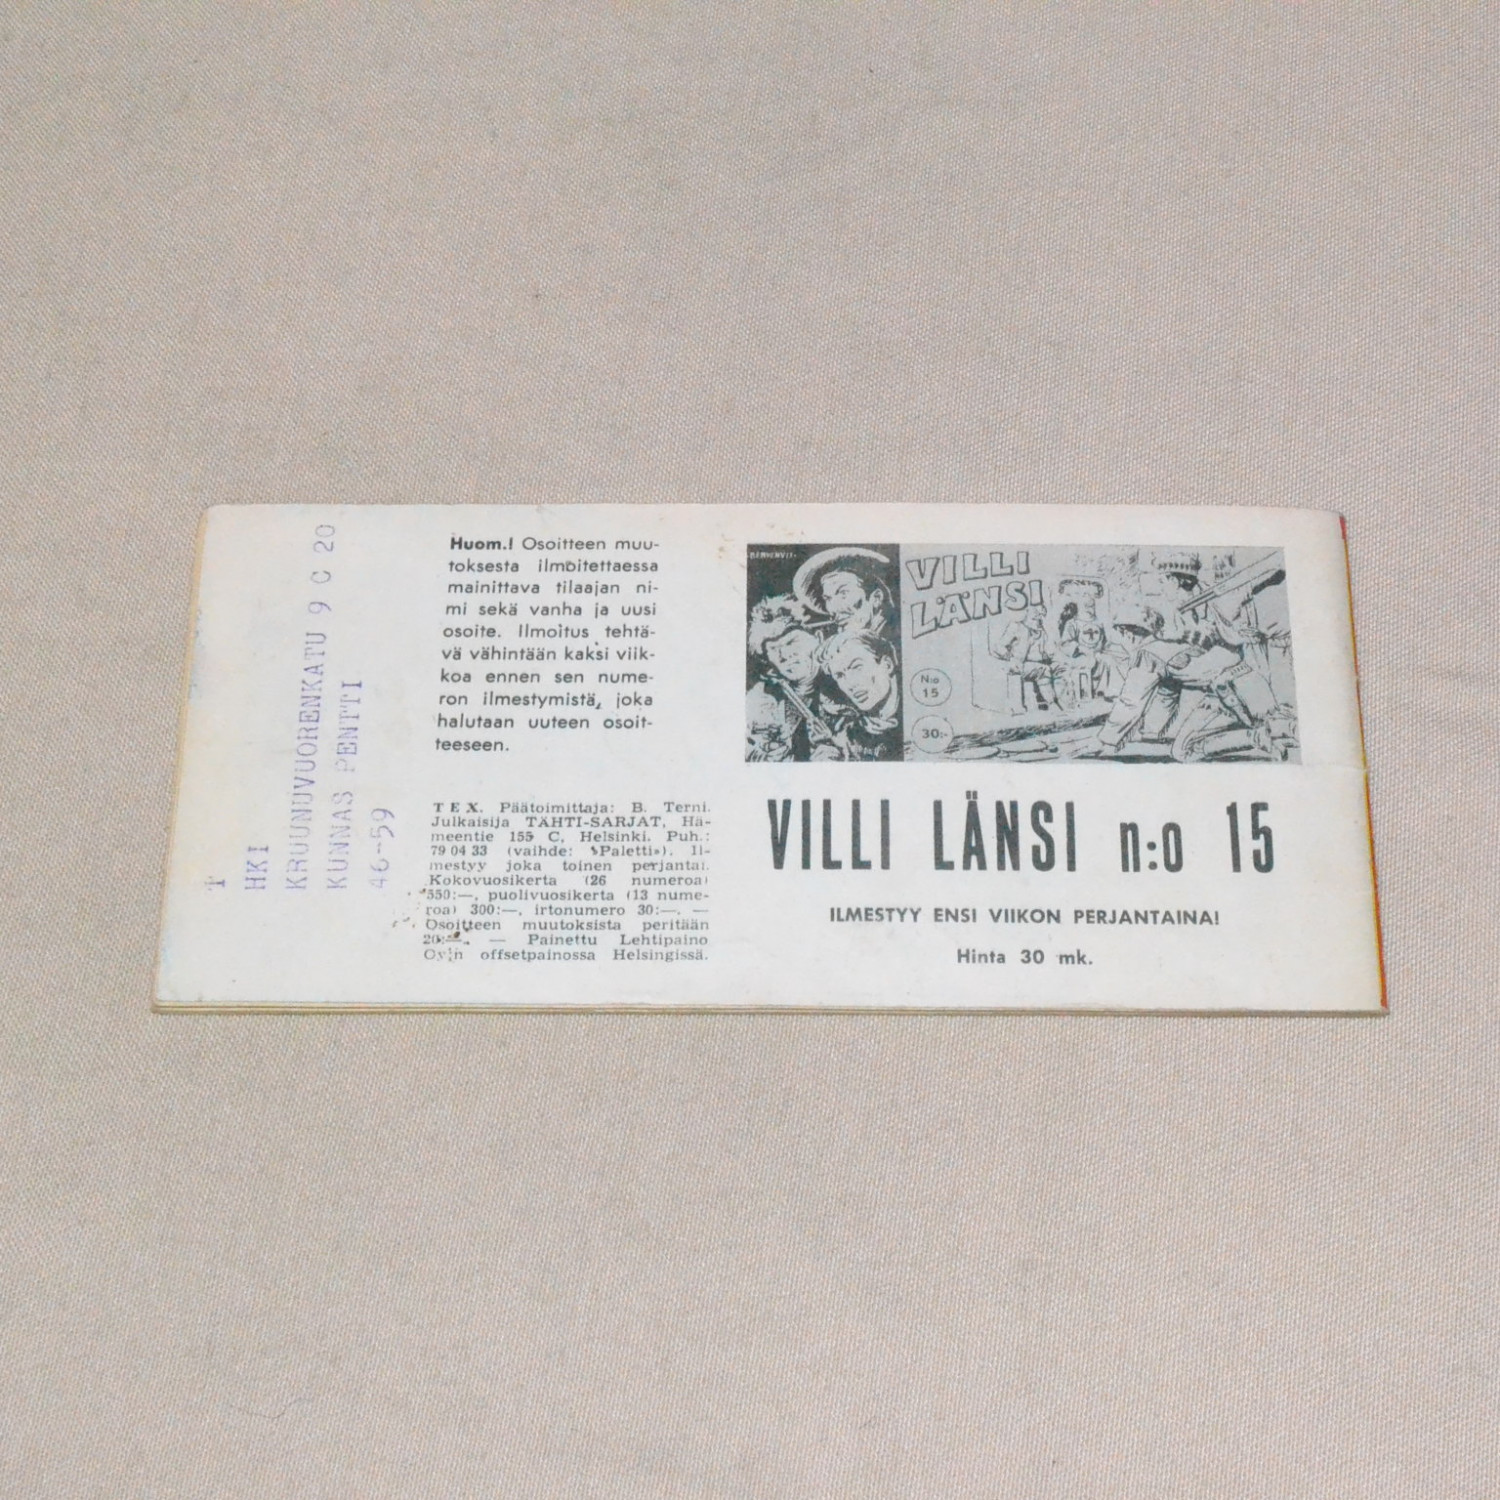 T
HKI
KRUUNUVUORENKATU 9 C 20
KUNNAS PENTTI
46-59
Huom.! Osoitteen muu-
toksesta ilmoitettaessa
mainittava tilaajan ni-
mi sekä vanha ja uusi
osoite. Ilmoitus tehtä-
vä vähintään kaksi viik-
koa ennen sen nume-
ron ilmestymistä, joka
halutaan uuteen osoit-
teeseen.
TEX. Päätoimittaja: B. Terni.
Julkaisija TÄHTI-SARJAT, Hä-
meentie 155 C, Helsinki. Puh.:
79 04 33 (vaihde: »Paletti»). Il-
mestyy joka toinen perjantai.
Kokovuosikerta (26 numeroa)
550:—, puolivuosikerta (13 nume-
roa) 300:—, irtonumero 30:—. —
Osoitteen muutoksista peritään
20:—. — Painettu Lehtipaino
Oy:n offsetpainossa Helsingissä.
VILLI
LÄNSI
N:o
15
30:-
VILLI LÄNSI n:o 15
ILMESTYY ENSI VIIKON PERJANTAINA!
Hinta 30 mk.